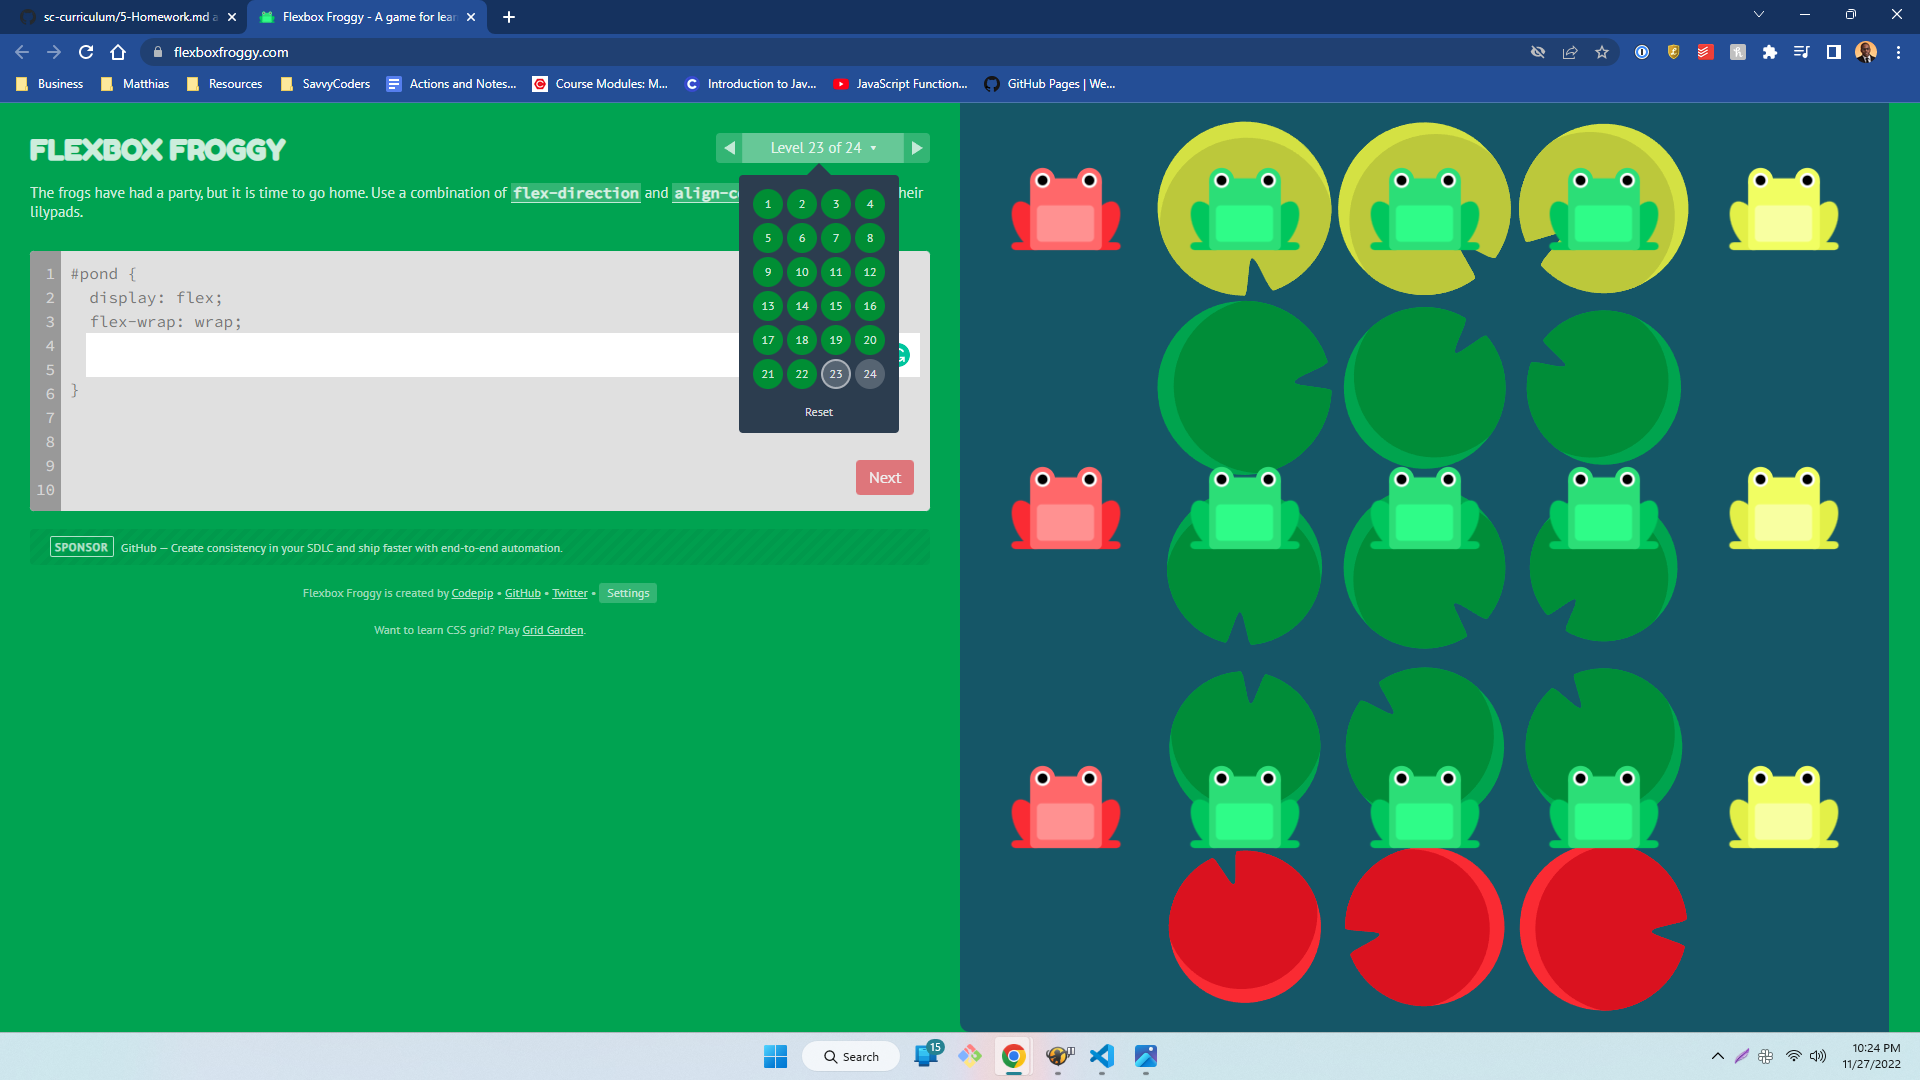 sc-curriculum/5-Homework.md a
Flexbox Froggy - A game for lear
flexboxfroggy.com
Business
Matthias
Resources
SavvyCoders
Actions and Notes...
Course Modules: M...
Introduction to Jav...
JavaScript Function...
GitHub Pages | We...
FLEXBOX FROGGY
Level 23 of 24
The frogs have had a party, but it is time to go home. Use a combination of flex-direction and align-co heir
lilypads.
1 2 3 4
5 6 7 8
9 10 11 12
13 14 15 16
17 18 19 20
21 22 23 24
Reset
1 #pond {
2 display: flex;
3 flex-wrap: wrap;
4
5
6 }
7
8
9
10
Next
SPONSOR GitHub — Create consistency in your SDLC and ship faster with end-to-end automation.
Flexbox Froggy is created by Codepip • GitHub • Twitter • Settings
Want to learn CSS grid? Play Grid Garden.
Search
15
10:24 PM
11/27/2022